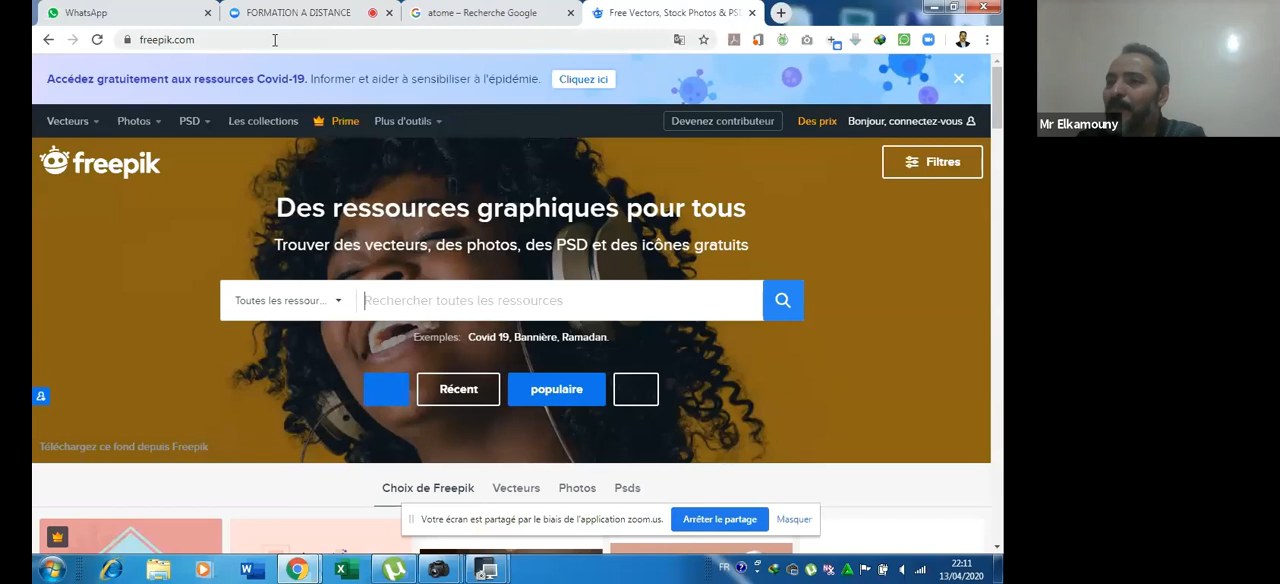 WhatsApp
FORMATION A DISTANCE
atome – Recherche Google
Free Vectors, Stock Photos & PS
freepik.com
Accédez gratuitement aux ressources Covid-19. Informer et aider à sensibiliser à l'épidémie.
Cliquez ici
Vecteurs
Photos
PSD
Les collections
Prime
Plus d'outils
Devenez contributeur
Des prix
Bonjour, connectez-vous
freepik
Filtres
Des ressources graphiques pour tous
Trouver des vecteurs, des photos, des PSD et des icônes gratuits
Toutes les ressour...
Rechercher toutes les ressources
Exemples: Covid 19, Bannière, Ramadan.
Récent
populaire
Téléchargez ce fond depuis Freepik
Choix de Freepik
Vecteurs
Photos
Psds
Votre écran est partagé par le biais de l'application zoom.us.
Arrêter le partage
Masquer
FR
22:11
13/04/2020
Mr Elkamouny